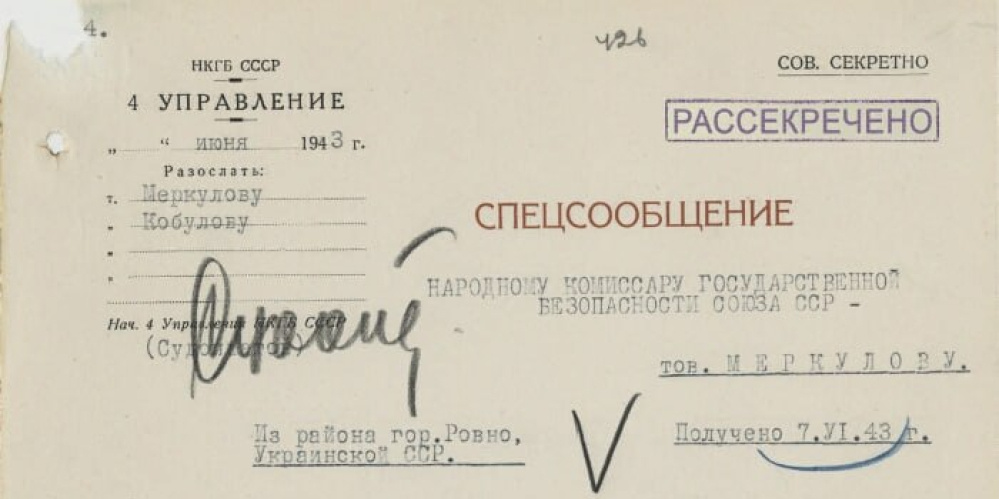 4.
426
НКГБ СССР
4 УПРАВЛЕНИЕ
„ “ июня 1943 г.
Разослать:
т. Меркулову
„ Кобулову
„
„
Нач. 4 Управления НКГБ СССР
(Судоплатов)
СОВ. СЕКРЕТНО
РАССЕКРЕЧЕНО
СПЕЦСООБЩЕНИЕ
НАРОДНОМУ КОМИССАРУ ГОСУДАРСТВЕННОЙ
БЕЗОПАСНОСТИ СОЮЗА ССР –
тов. МЕРКУЛОВУ.
Из района гор.Ровно,
Украинской ССР.
Получено 7.VI.43 г.